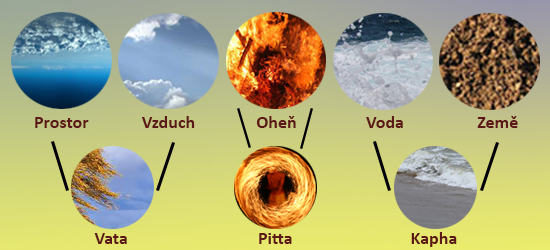 Prostor Vzduch Oheň Voda Země
Vata Pitta Kapha